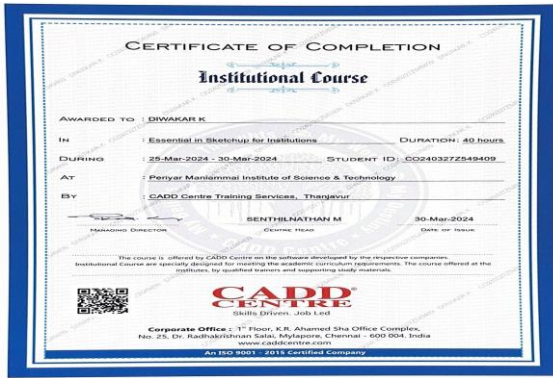 CERTIFICATE OF COMPLETION
Institutional Course
AWARDED TO : DIWAKAR K
IN : Essential in Sketchup for Institutions DURATION: 40 hours
DURING : 25-Mar-2024 - 30-Mar-2024 STUDENT ID: CO240327Z549409
AT : Periyar Maniammai Institute of Science & Technology
BY : CADD Centre Training Services, Thanjavur
SENTHILNATHAN M 30-Mar-2024
MANAGING DIRECTOR CENTRE HEAD DATE OF ISSUE
The course is offered by CADD Centre on the software developed by the respective companies.
Institutional Course are specially designed for meeting the academic curriculum requirements. The course offered at the
institutes, by qualified trainers and supporting study materials.
CADD
CENTRE
Skills Driven. Job Led
Corporate Office : 1st Floor, K.R. Ahamed Sha Office Complex,
No. 25, Dr. Radhakrishnan Salai, Mylapore, Chennai - 600 004. India
www.caddcentre.com
An ISO 9001 - 2015 Certified Company